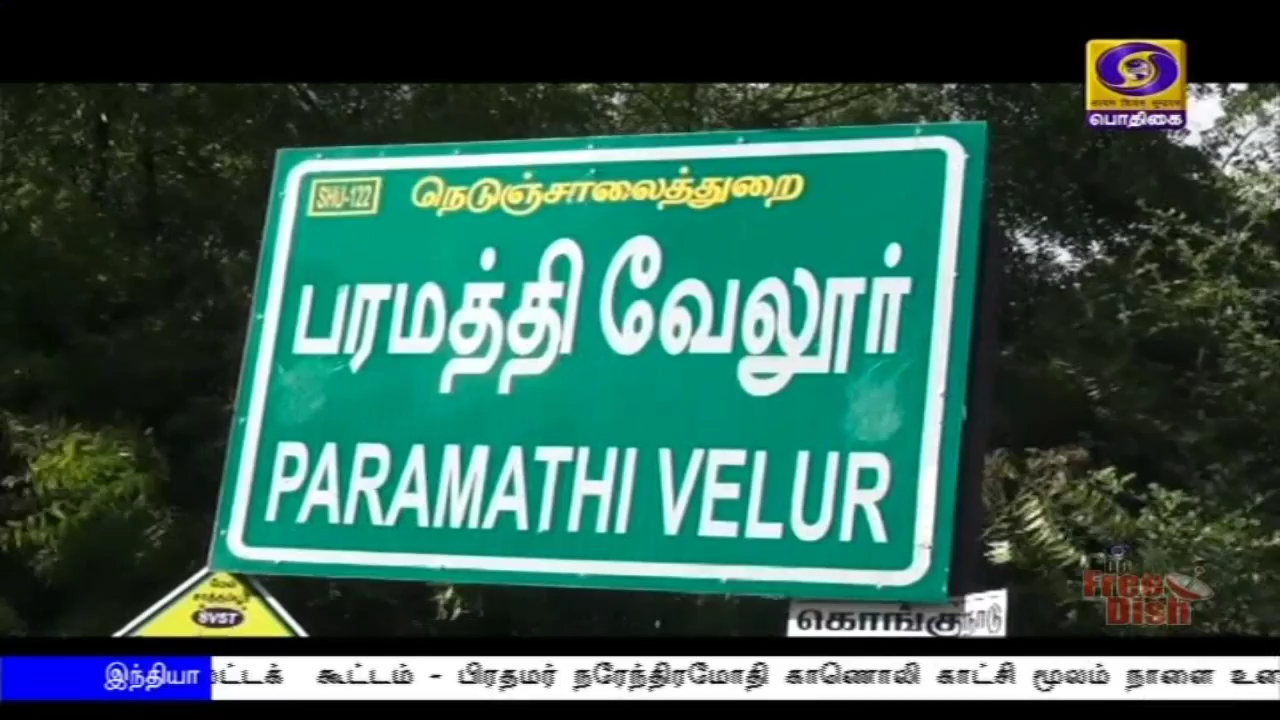 பொதிகை
SHU-122 நெடுஞ்சாலைத்துறை
பரமத்தி வேலூர்
PARAMATHI VELUR
SVST
கொங்குநாடு
Free
Dish
இந்தியா கூட்டம் - பிரதமர் நரேந்திரமோதி காணொலி காட்சி மூலம் நாளை